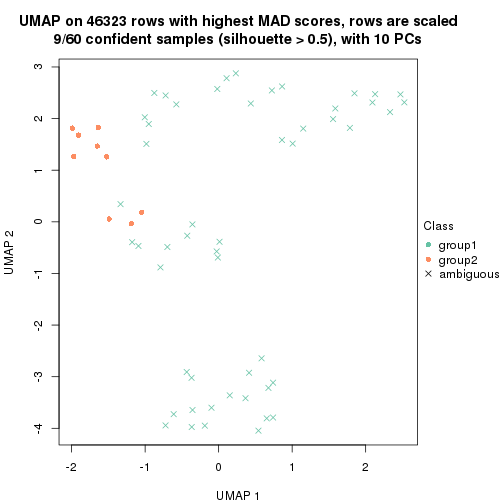 UMAP on 46323 rows with highest MAD scores, rows are scaled
9/60 confident samples (silhouette > 0.5), with 10 PCs
3
2
1
0
-1
-2
-3
-4
UMAP 2
-2 -1 0 1 2
UMAP 1
Class
group1
group2
ambiguous